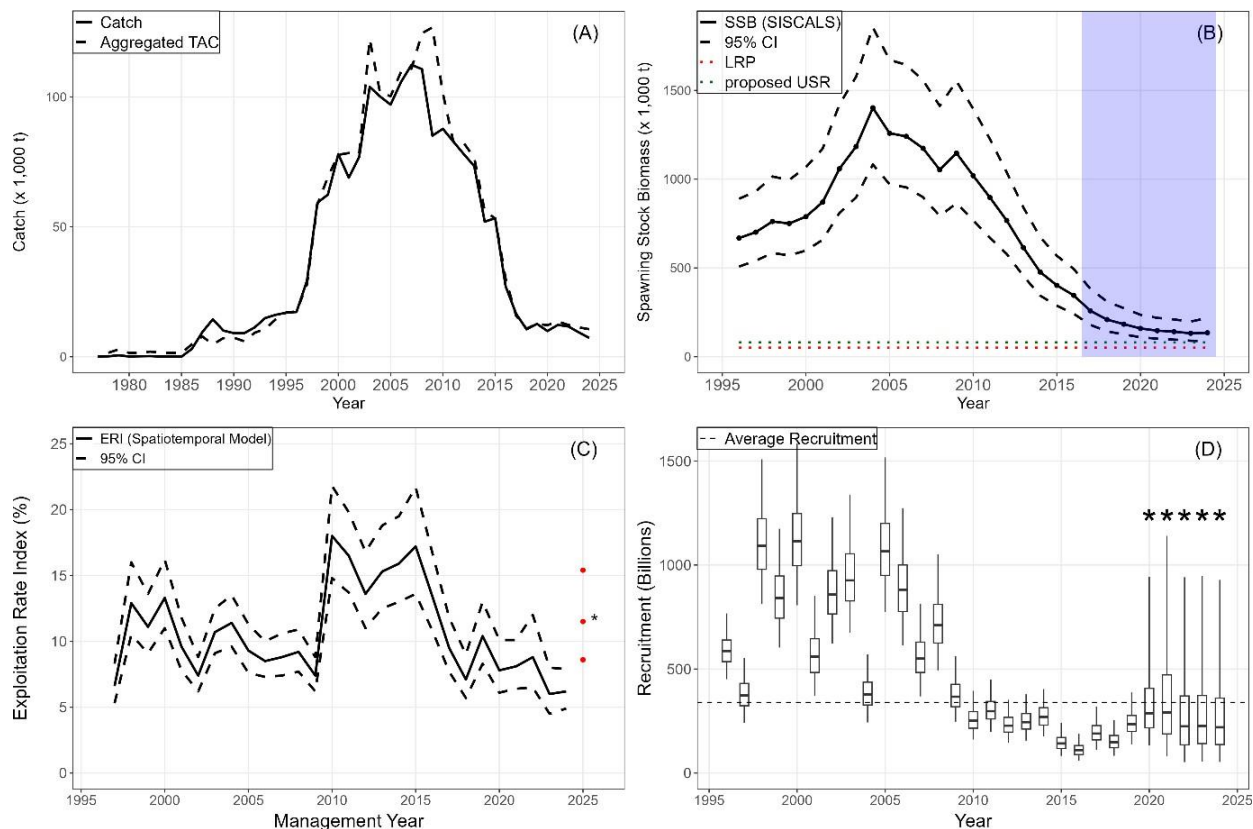 Catch
Aggregated TAC
(A)
Catch (x 1,000 t)
100
50
0
1980 1985 1990 1995 2000 2005 2010 2015 2020 2025
Year
SSB (SISCALS)
95% CI
LRP
proposed USR
(B)
Spawning Stock Biomass (x 1,000 t)
1500
1000
500
0
1995 2000 2005 2010 2015 2020 2025
Year
ERI (Spatiotemporal Model)
95% CI
(C)
Exploitation Rate Index (%)
25
20
15
10
5
0
*
1995 2000 2005 2010 2015 2020 2025
Management Year
Average Recruitment
(D)
Recruitment (Billions)
1500
1000
500
0
*****
1995 2000 2005 2010 2015 2020 2025
Year